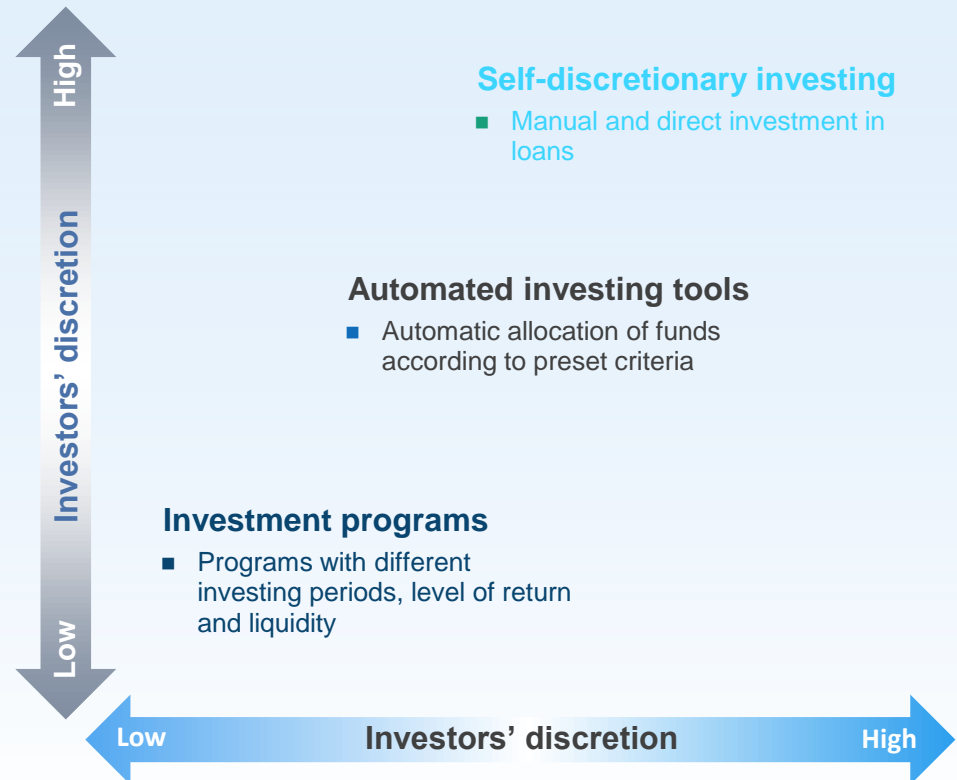 High
Self-discretionary investing
■ Manual and direct investment in
loans
Investors’ discretion
Automated investing tools
■ Automatic allocation of funds
according to preset criteria
Investment programs
■ Programs with different
investing periods, level of return
and liquidity
Low
Low
Investors’ discretion
High